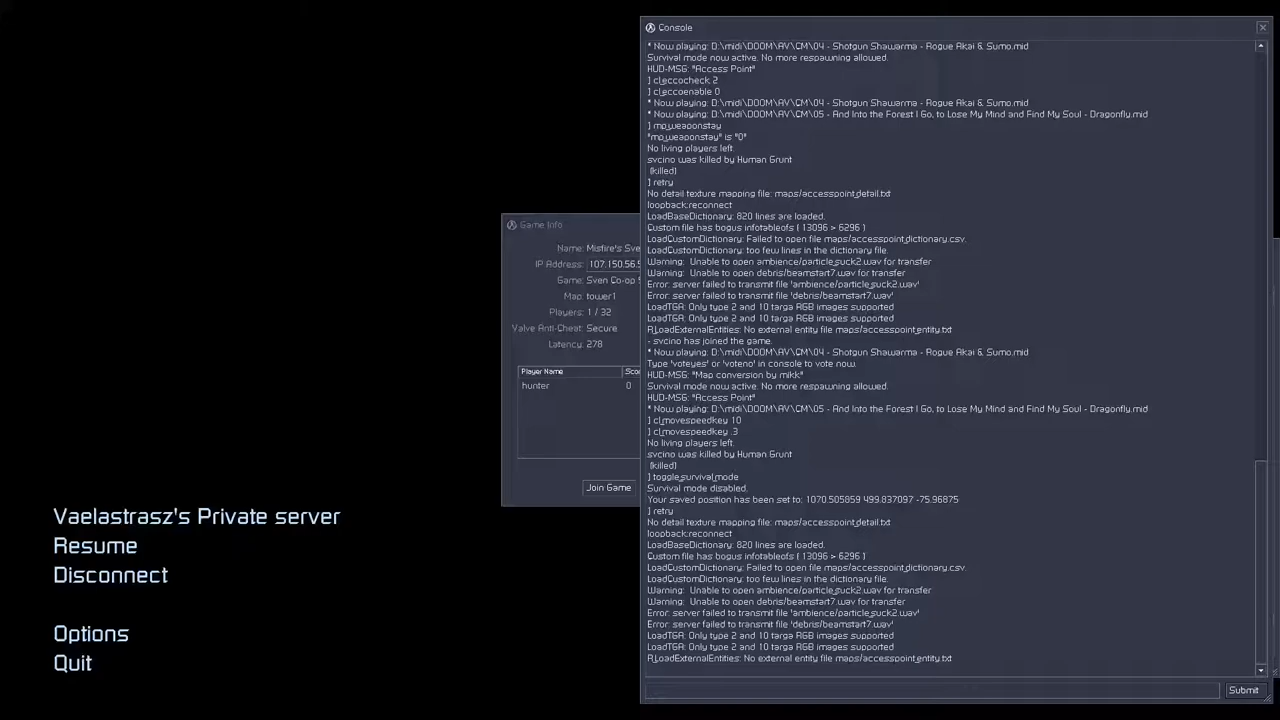 Console
* Now playing: D:\midi\DOOM\AV\CM\04 - Shotgun Shawarma - Rogue Akai & Sumo.mid
Survival mode now active. No more respawning allowed.
HUD-MSG: "Access Point"
] cl_eccocheck 2
] cl_eccoenable 0
* Now playing: D:\midi\DOOM\AV\CM\04 - Shotgun Shawarma - Rogue Akai & Sumo.mid
* Now playing: D:\midi\DOOM\AV\CM\05 - And Into the Forest I Go, to Lose My Mind and Find My Soul - Dragonfly.mid
] mp_weaponstay
"mp_weaponstay" is "0"
No living players left.
svcino was killed by Human Grunt
(killed)
] retry
No detail texture mapping file: maps/accesspoint_detail.txt
loopback:reconnect
LoadBaseDictionary: 820 lines are loaded.
Custom file has bogus infotableofs ( 13096 > 6296 )
LoadCustomDictionary: Failed to open file maps/accesspoint_dictionary.csv.
LoadCustomDictionary: too few lines in the dictionary file.
Warning: Unable to open ambience/particle_suck2.wav for transfer
Warning: Unable to open debris/beamstart7.wav for transfer
Error: server failed to transmit file 'ambience/particle_suck2.wav'
Error: server failed to transmit file 'debris/beamstart7.wav'
LoadTGA: Only type 2 and 10 targa RGB images supported
LoadTGA: Only type 2 and 10 targa RGB images supported
R_LoadExternalEntities: No external entity file maps/accesspoint_entity.txt
- svcino has joined the game.
* Now playing: D:\midi\DOOM\AV\CM\04 - Shotgun Shawarma - Rogue Akai & Sumo.mid
Type 'voteyes' or 'voteno' in console to vote now.
HUD-MSG: "Map conversion by mikk"
Survival mode now active. No more respawning allowed.
HUD-MSG: "Access Point"
* Now playing: D:\midi\DOOM\AV\CM\05 - And Into the Forest I Go, to Lose My Mind and Find My Soul - Dragonfly.mid
] cl_movespeedkey 10
] cl_movespeedkey .3
No living players left.
svcino was killed by Human Grunt
(killed)
] toggle_survival_mode
Survival mode disabled.
Your saved position has been set to: 1070.505859 499.837097 -75.96875
] retry
No detail texture mapping file: maps/accesspoint_detail.txt
loopback:reconnect
LoadBaseDictionary: 820 lines are loaded.
Custom file has bogus infotableofs ( 13096 > 6296 )
LoadCustomDictionary: Failed to open file maps/accesspoint_dictionary.csv.
LoadCustomDictionary: too few lines in the dictionary file.
Warning: Unable to open ambience/particle_suck2.wav for transfer
Warning: Unable to open debris/beamstart7.wav for transfer
Error: server failed to transmit file 'ambience/particle_suck2.wav'
Error: server failed to transmit file 'debris/beamstart7.wav'
LoadTGA: Only type 2 and 10 targa RGB images supported
LoadTGA: Only type 2 and 10 targa RGB images supported
R_LoadExternalEntities: No external entity file maps/accesspoint_entity.txt
Submit
Game Info
Name: Misfire's Sve
IP Address: 107.150.56.5
Game: Sven Co-op
Map: tower1
Players: 1 / 32
Valve Anti-Cheat: Secure
Latency: 278
Player Name Sco
hunter 0
Join Game
Vaelastrasz's Private server
Resume
Disconnect
Options
Quit